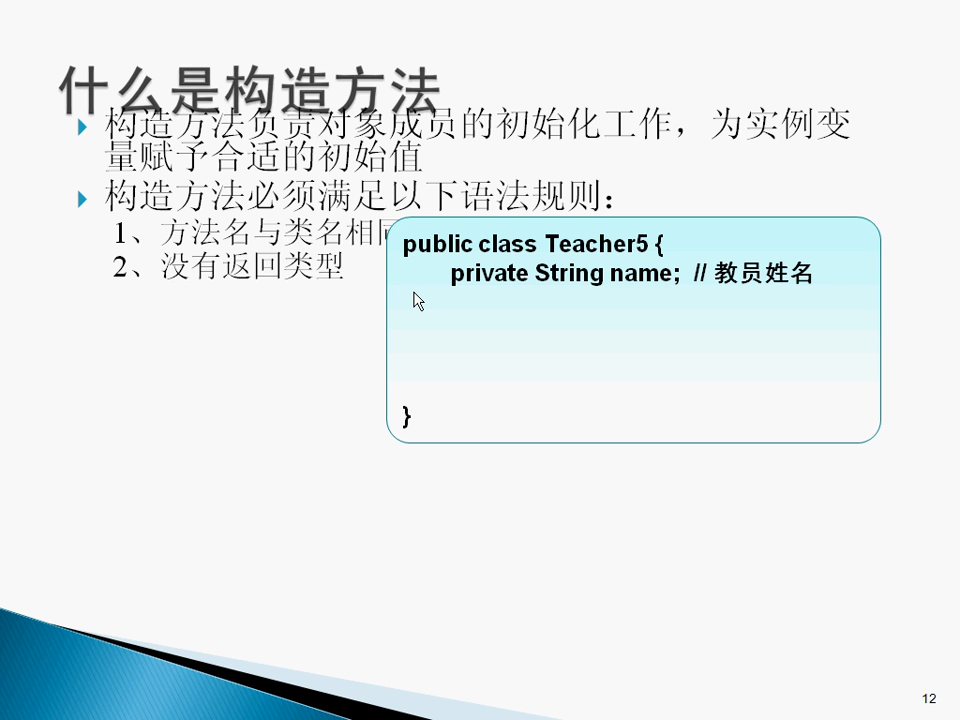 什么是构造方法
构造方法负责对象成员的初始化工作，为实例变
量赋予合适的初始值
构造方法必须满足以下语法规则：
1、方法名与类名相同
2、没有返回类型
public class Teacher5 {
private String name; // 教员姓名
}
12